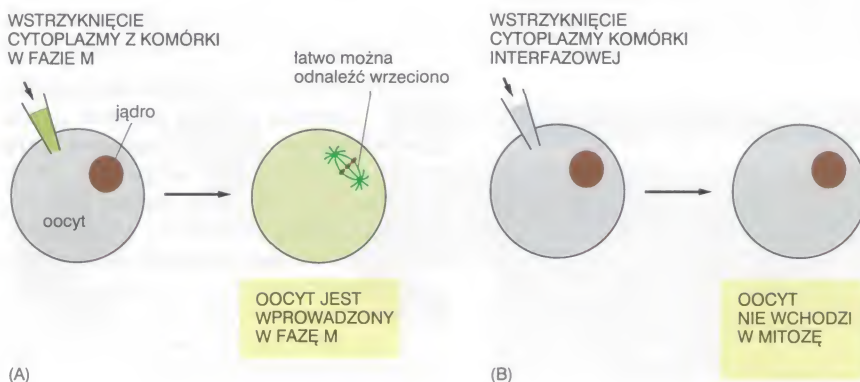 WSTRZYKNIĘCIE
CYTOPLAZMY Z KOMÓRKI
W FAZIE M
jądro
oocyt
łatwo można
odnaleźć wrzeciono
OOCYT JEST
WPROWADZONY
W FAZĘ M
(A)
WSTRZYKNIĘCIE
CYTOPLAZMY KOMÓRKI
INTERFAZOWEJ
OOCYT
NIE WCHODZI
W MITOZĘ
(B)